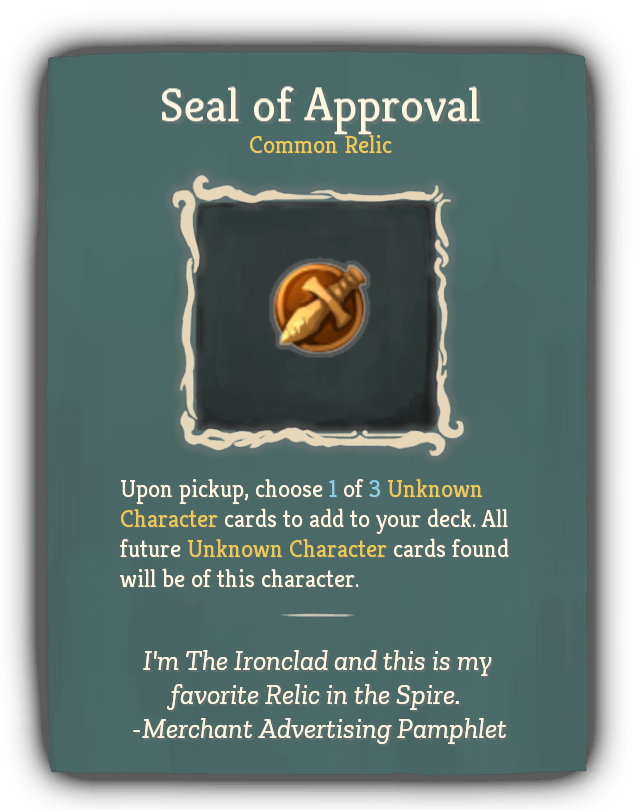 Seal of Approval
Common Relic
Upon pickup, choose 1 of 3 Unknown
Character cards to add to your deck. All
future Unknown Character cards found
will be of this character.
I'm The Ironclad and this is my
favorite Relic in the Spire.
-Merchant Advertising Pamphlet